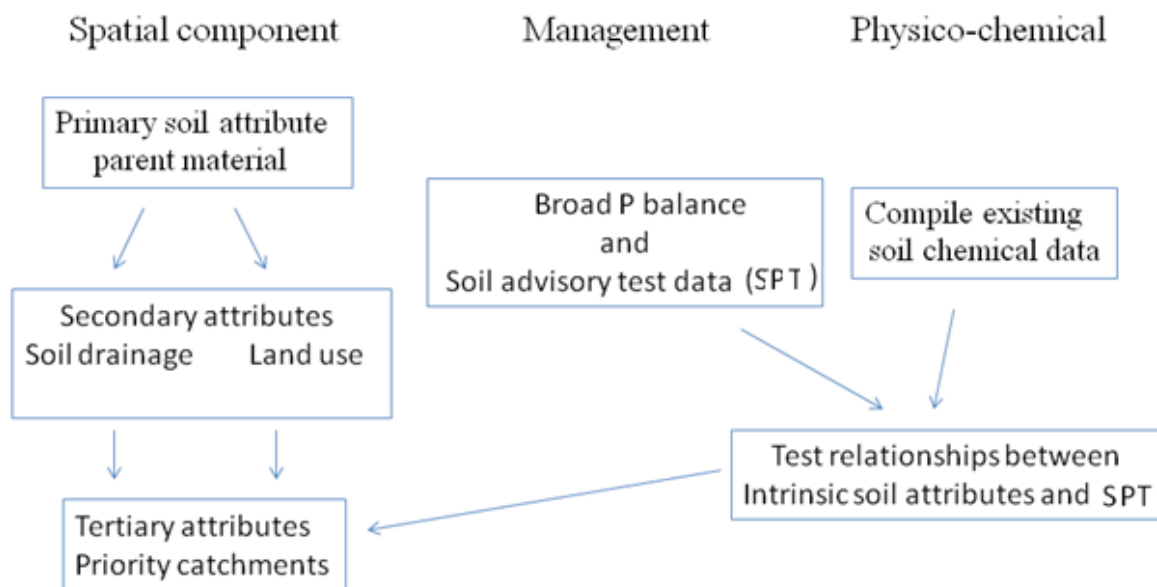 Spatial component
Management
Physico-chemical
Primary soil attribute
parent material
Broad P balance
and
Soil advisory test data (SPT)
Compile existing
soil chemical data
Secondary attributes
Soil drainage Land use
Test relationships between
Intrinsic soil attributes and SPT
Tertiary attributes
Priority catchments